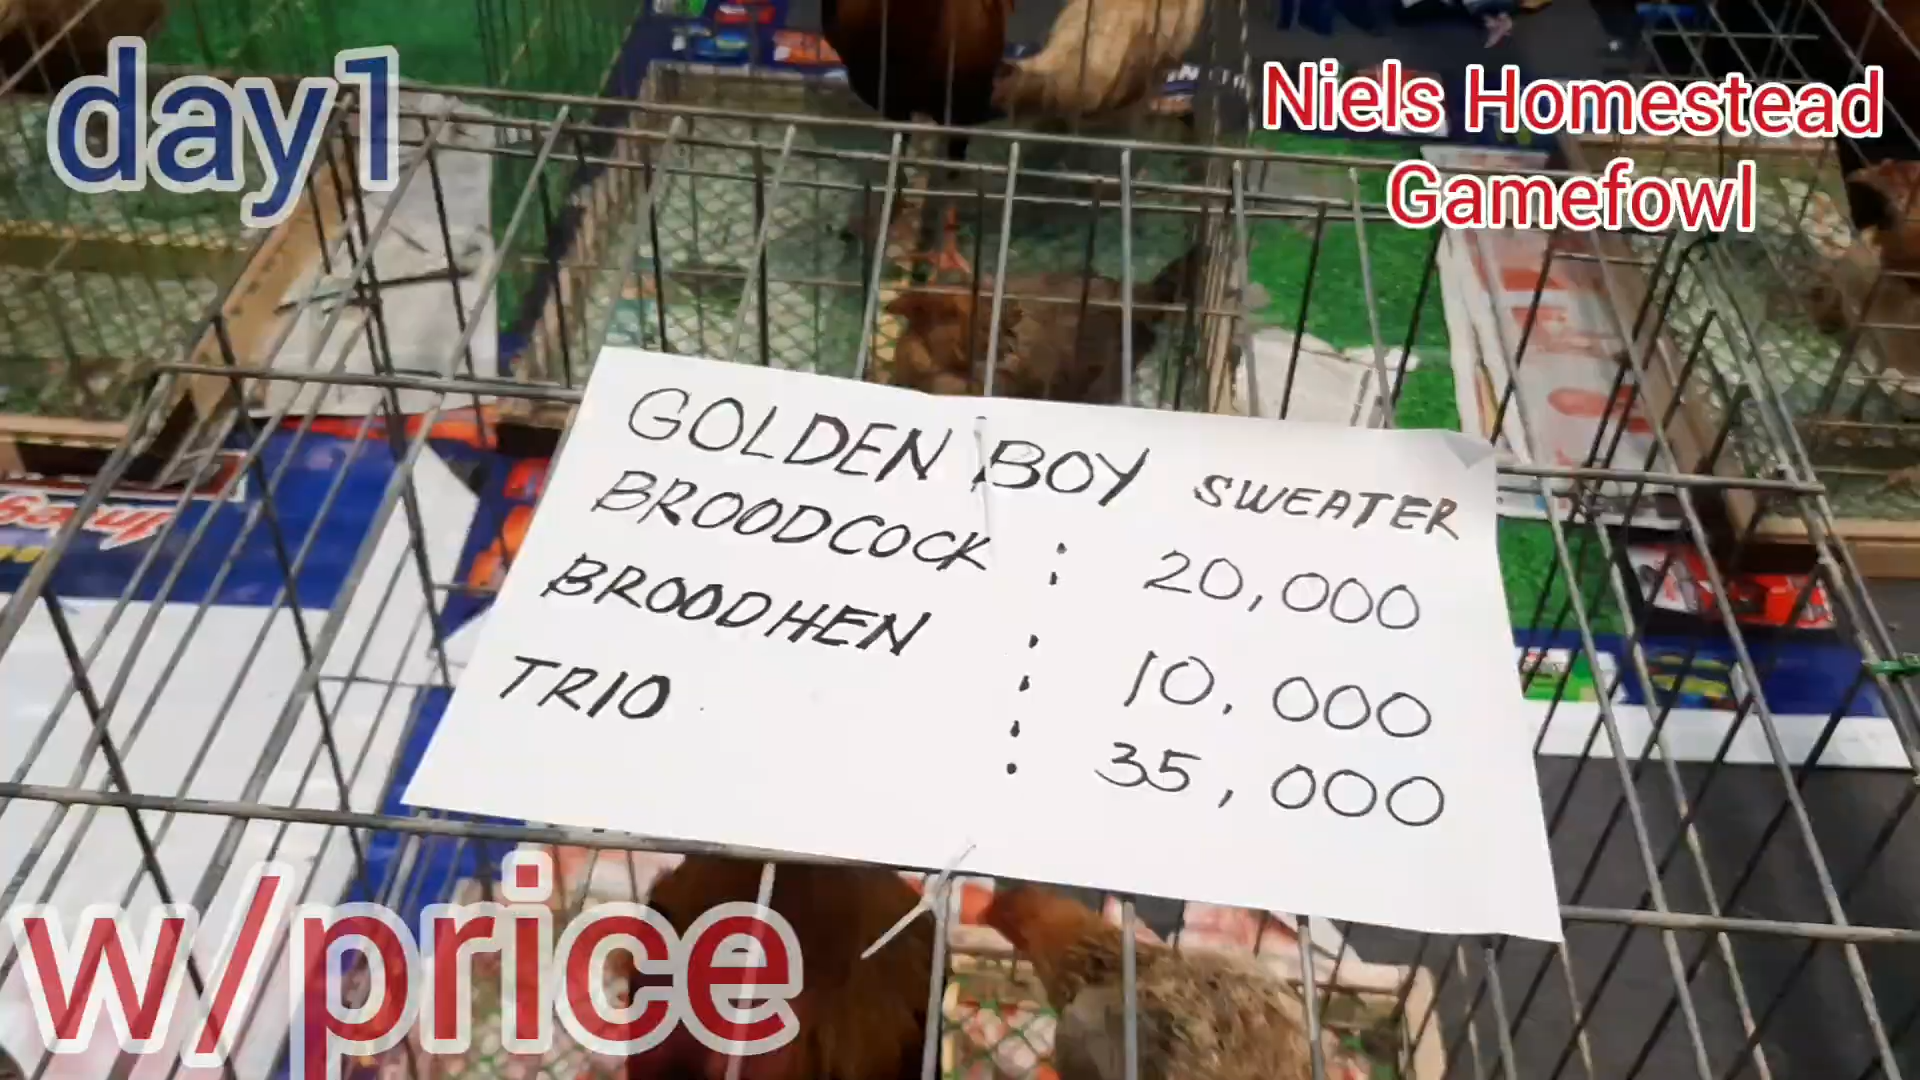 day1
Niels Homestead
Gamefowl
GOLDEN BOY SWEATER
BROODCOCK : 20,000
BROODHEN : 10,000
TRIO : 35,000
w/price